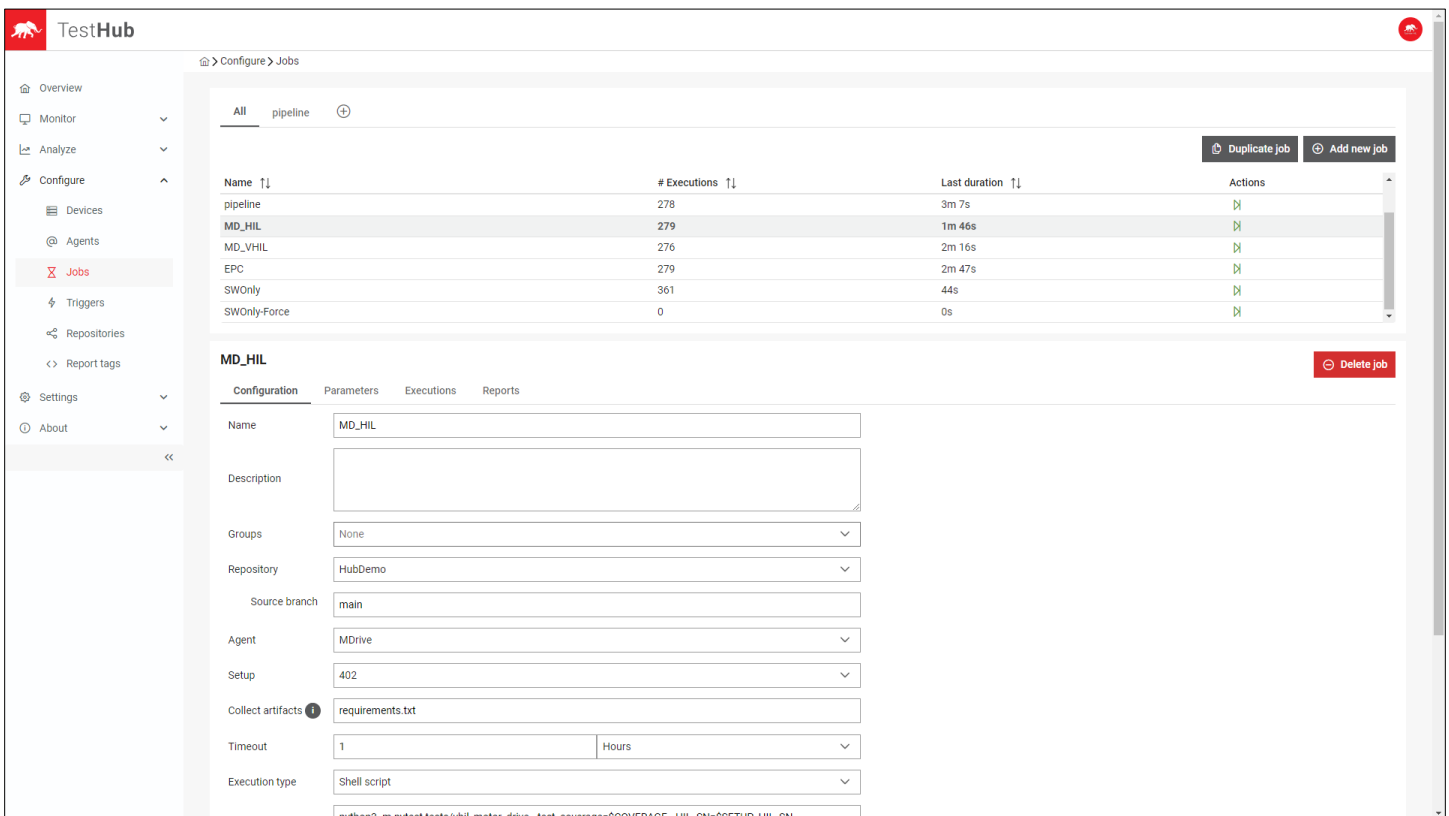 TestHub
Configure > Jobs
Overview
Monitor
Analyze
Configure
Devices
Agents
Jobs
Triggers
Repositories
Report tags
Settings
About
All pipeline
Duplicate job Add new job
Name # Executions Last duration Actions
pipeline 278 3m 7s
MD_HIL 279 1m 46s
MD_VHIL 276 2m 16s
EPC 279 2m 47s
SWOnly 361 44s
SWOnly-Force 0 0s
MD_HIL
Delete job
Configuration Parameters Executions Reports
Name MD_HIL
Description
Groups None
Repository HubDemo
Source branch main
Agent MDrive
Setup 402
Collect artifacts i requirements.txt
Timeout 1 Hours
Execution type Shell script